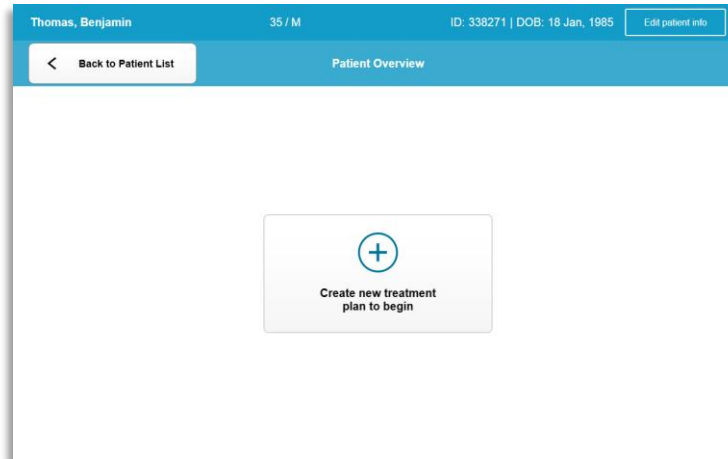 Thomas, Benjamin 35 / M ID: 338271 | DOB: 18 Jan, 1985 Edit patient info
Back to Patient List Patient Overview
Create new treatment
plan to begin